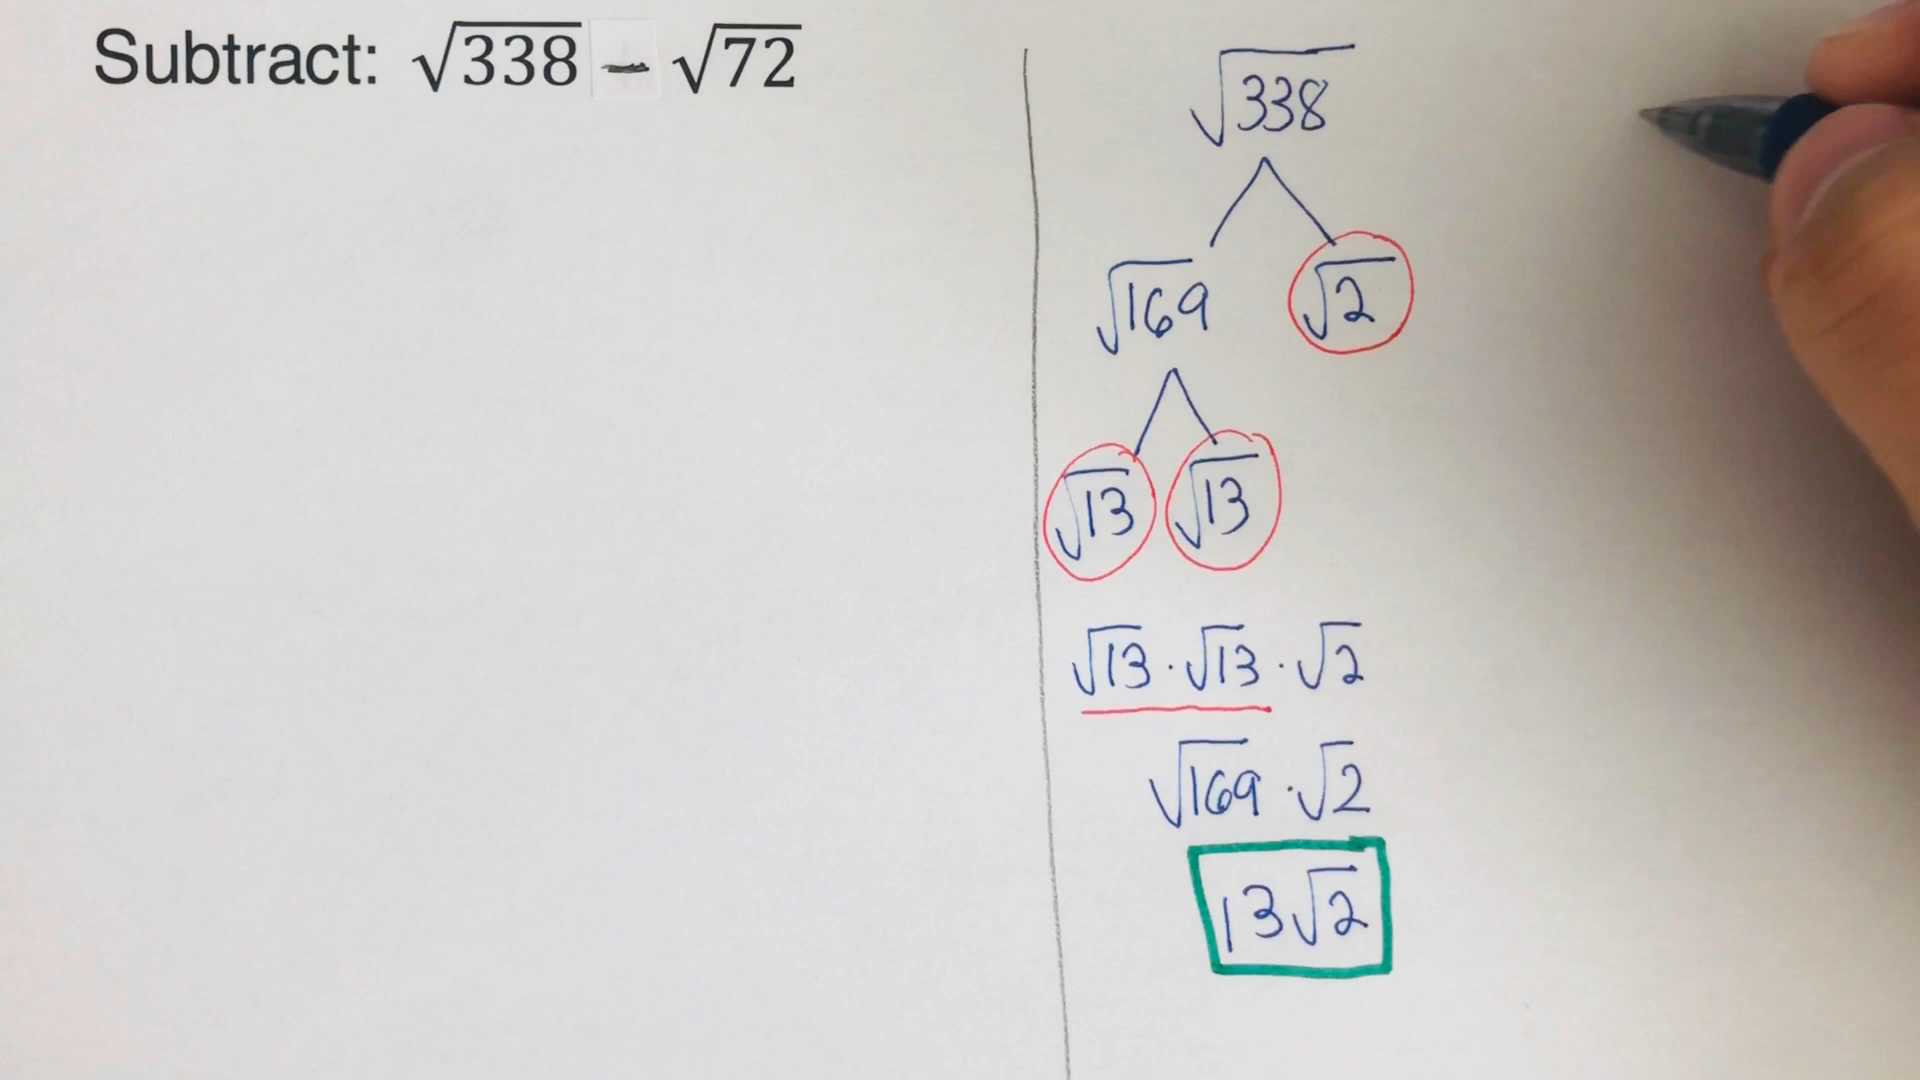 Subtract: √338 - √72
√338
√169 √2
√13 √13
√13 · √13 · √2
√169 · √2
13√2